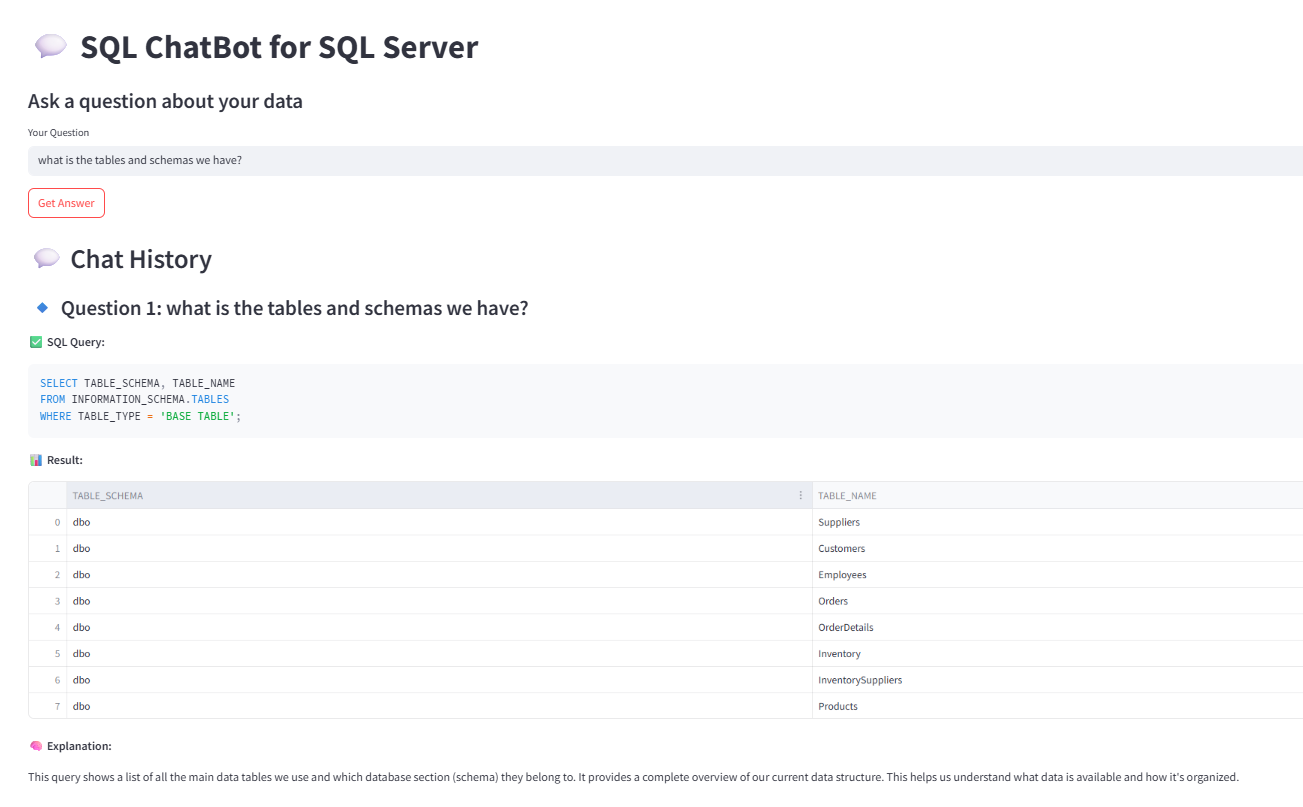 SQL ChatBot for SQL Server
Ask a question about your data
Your Question
what is the tables and schemas we have?
Get Answer
Chat History
Question 1: what is the tables and schemas we have?
SQL Query:
SELECT TABLE_SCHEMA, TABLE_NAME
FROM INFORMATION_SCHEMA.TABLES
WHERE TABLE_TYPE = 'BASE TABLE';
Result:
TABLE_SCHEMA TABLE_NAME
0 dbo Suppliers
1 dbo Customers
2 dbo Employees
3 dbo Orders
4 dbo OrderDetails
5 dbo Inventory
6 dbo InventorySuppliers
7 dbo Products
Explanation:
This query shows a list of all the main data tables we use and which database section (schema) they belong to. It provides a complete overview of our current data structure. This helps us understand what data is available and how it's organized.